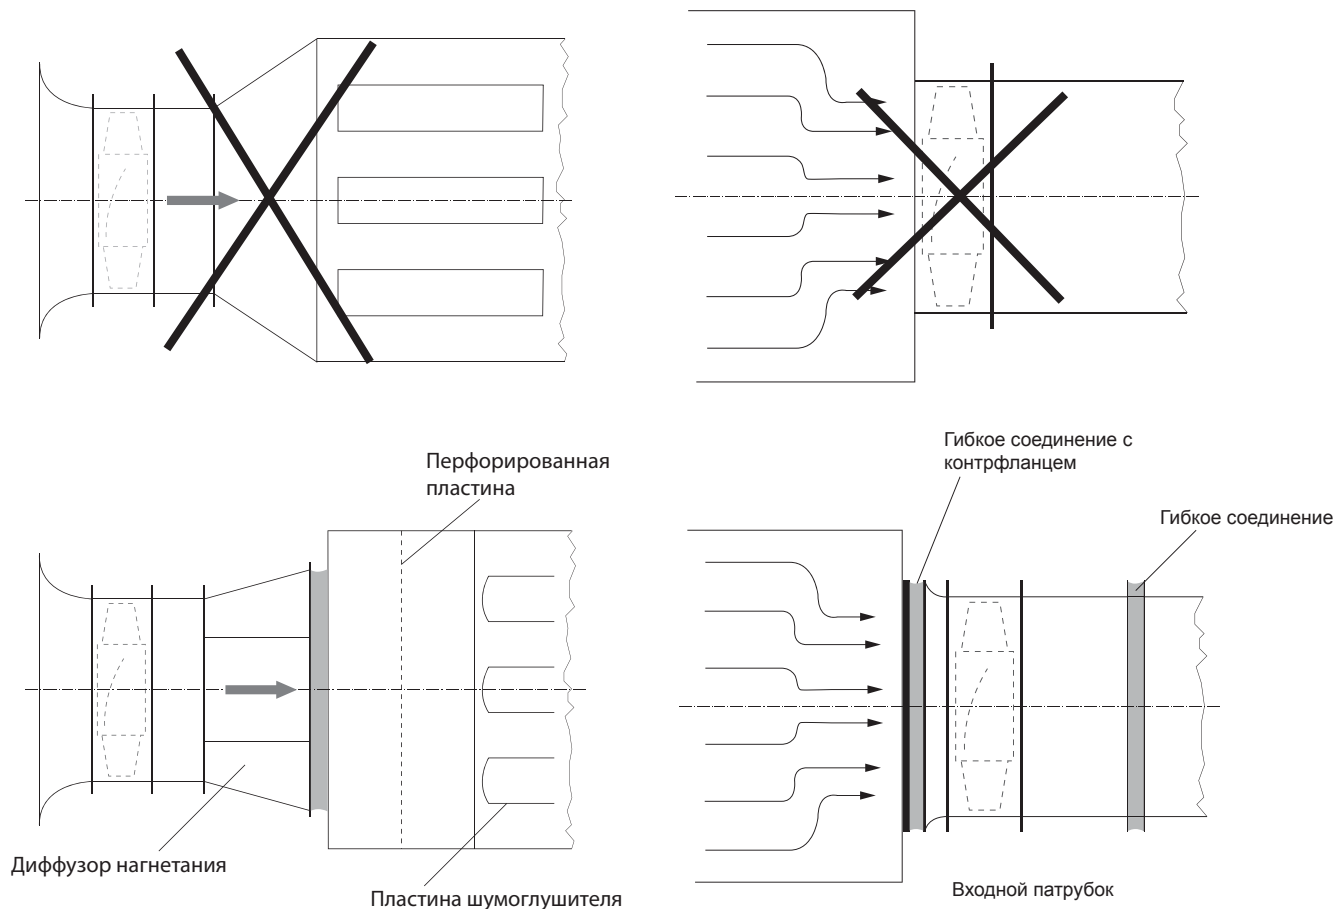 Перфорированная
пластина
Гибкое соединение с
контрфланцем
Гибкое соединение
Диффузор нагнетания
Пластина шумоглушителя
Входной патрубок